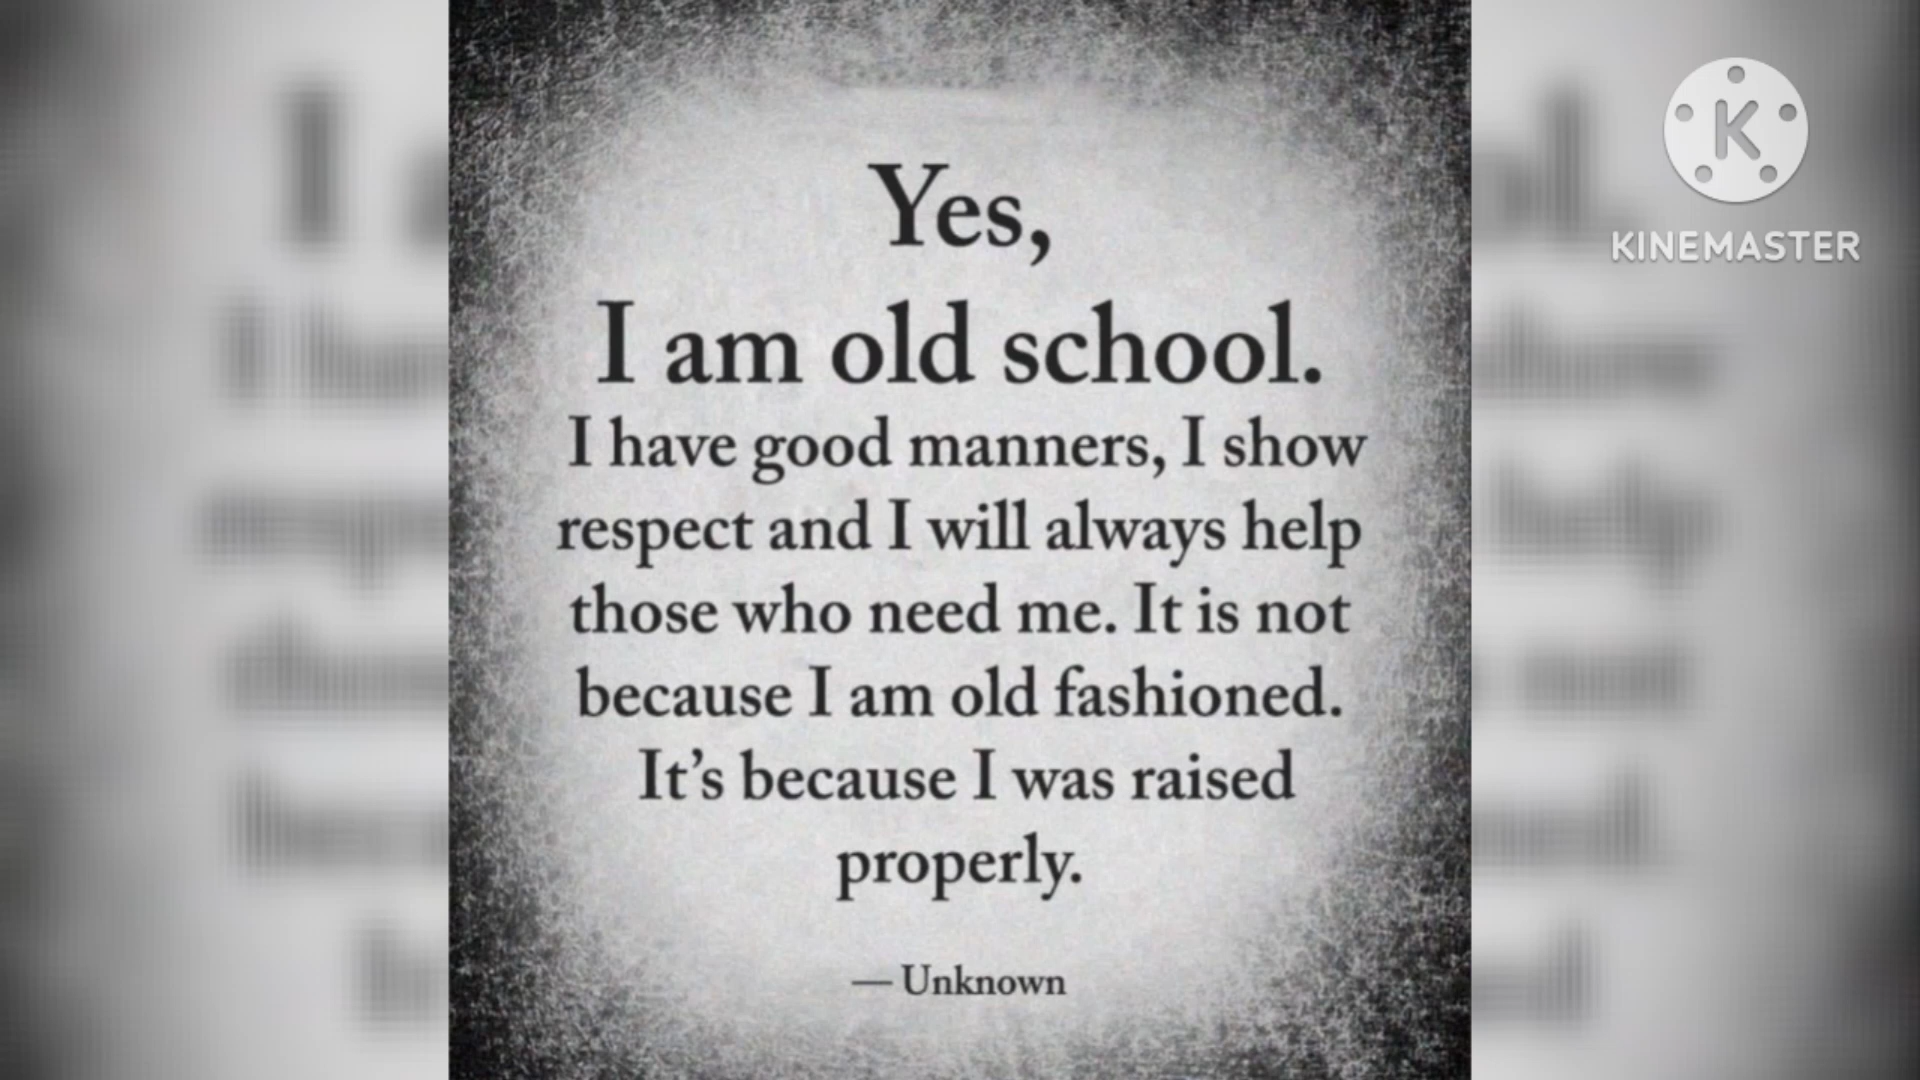 Yes,
I am old school.
I have good manners, I show
respect and I will always help
those who need me. It is not
because I am old fashioned.
It’s because I was raised
properly.
— Unknown
K
KINEMASTER